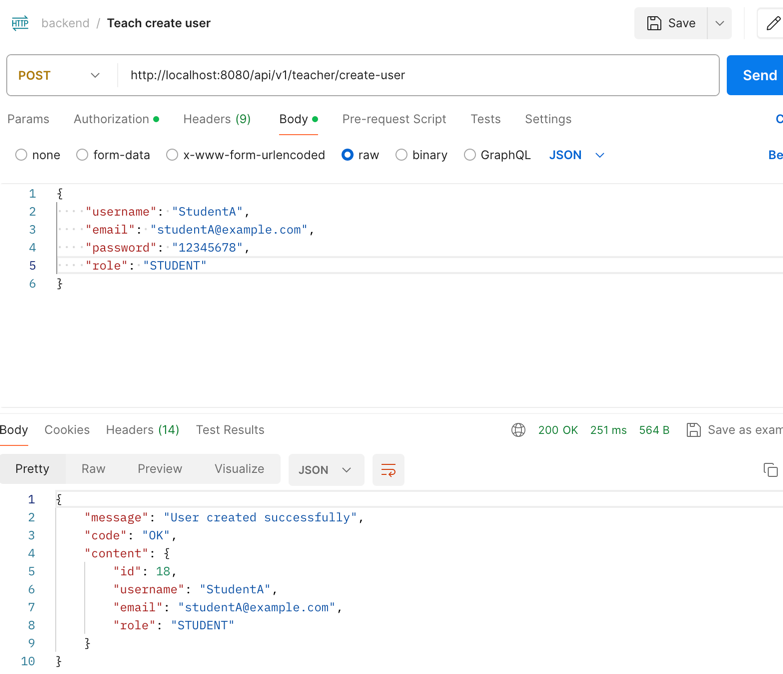 HTTP backend / Teach create user Save
POST http://localhost:8080/api/v1/teacher/create-user Send
Params Authorization Headers (9) Body Pre-request Script Tests Settings
none form-data x-www-form-urlencoded raw binary GraphQL JSON Be
1 {
2 "username": "StudentA",
3 "email": "studentA@example.com",
4 "password": "12345678",
5 "role": "STUDENT"
6 }
Body Cookies Headers (14) Test Results 200 OK 251 ms 564 B Save as exam
Pretty Raw Preview Visualize JSON
1 {
2 "message": "User created successfully",
3 "code": "OK",
4 "content": {
5 "id": 18,
6 "username": "StudentA",
7 "email": "studentA@example.com",
8 "role": "STUDENT"
9 }
10 }